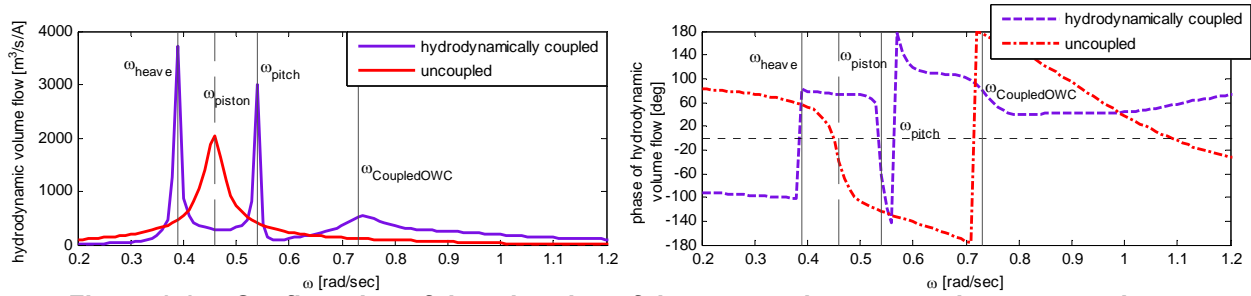 hydrodynamic volume flow [m³/s/A]
4000
3000
2000
1000
0
0.2 0.3 0.4 0.5 0.6 0.7 0.8 0.9 1 1.1 1.2
ω [rad/sec]
ωheave
ωpiston
ωpitch
ωCoupledOWC
hydrodynamically coupled
uncoupled
phase of hydrodynamic
volume flow [deg]
180
140
100
60
20
-20
-60
-100
-140
-180
0.2 0.3 0.4 0.5 0.6 0.7 0.8 0.9 1 1.1 1.2
ω [rad/sec]
ωheave
ωpiston
ωpitch
ωCoupledOWC
hydrodynamically coupled
uncoupled